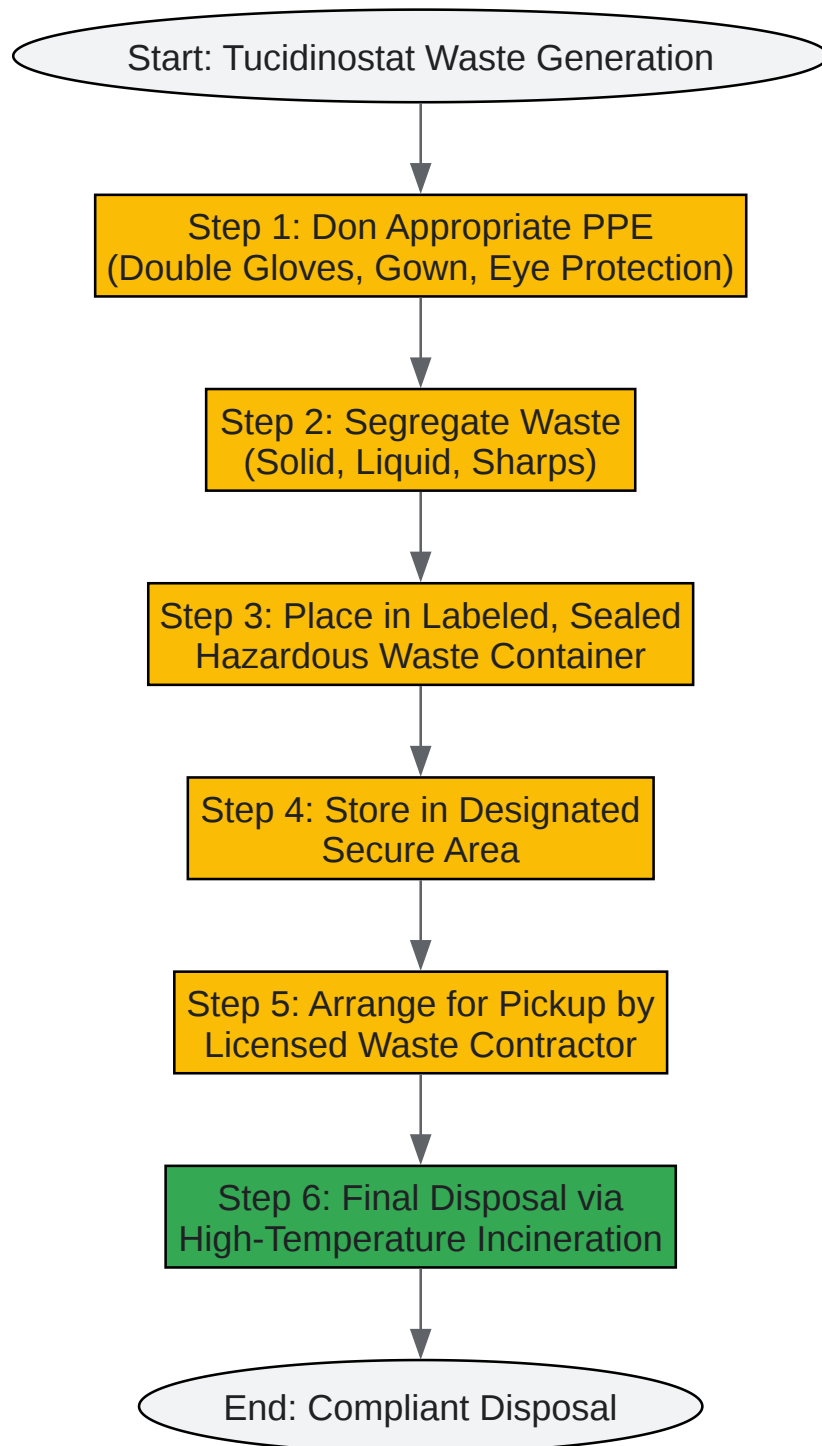 Start: Tucidinostat Waste Generation
Step 1: Don Appropriate PPE
(Double Gloves, Gown, Eye Protection)
Step 2: Segregate Waste
(Solid, Liquid, Sharps)
Step 3: Place in Labeled, Sealed
Hazardous Waste Container
Step 4: Store in Designated
Secure Area
Step 5: Arrange for Pickup by
Licensed Waste Contractor
Step 6: Final Disposal via
High-Temperature Incineration
End: Compliant Disposal